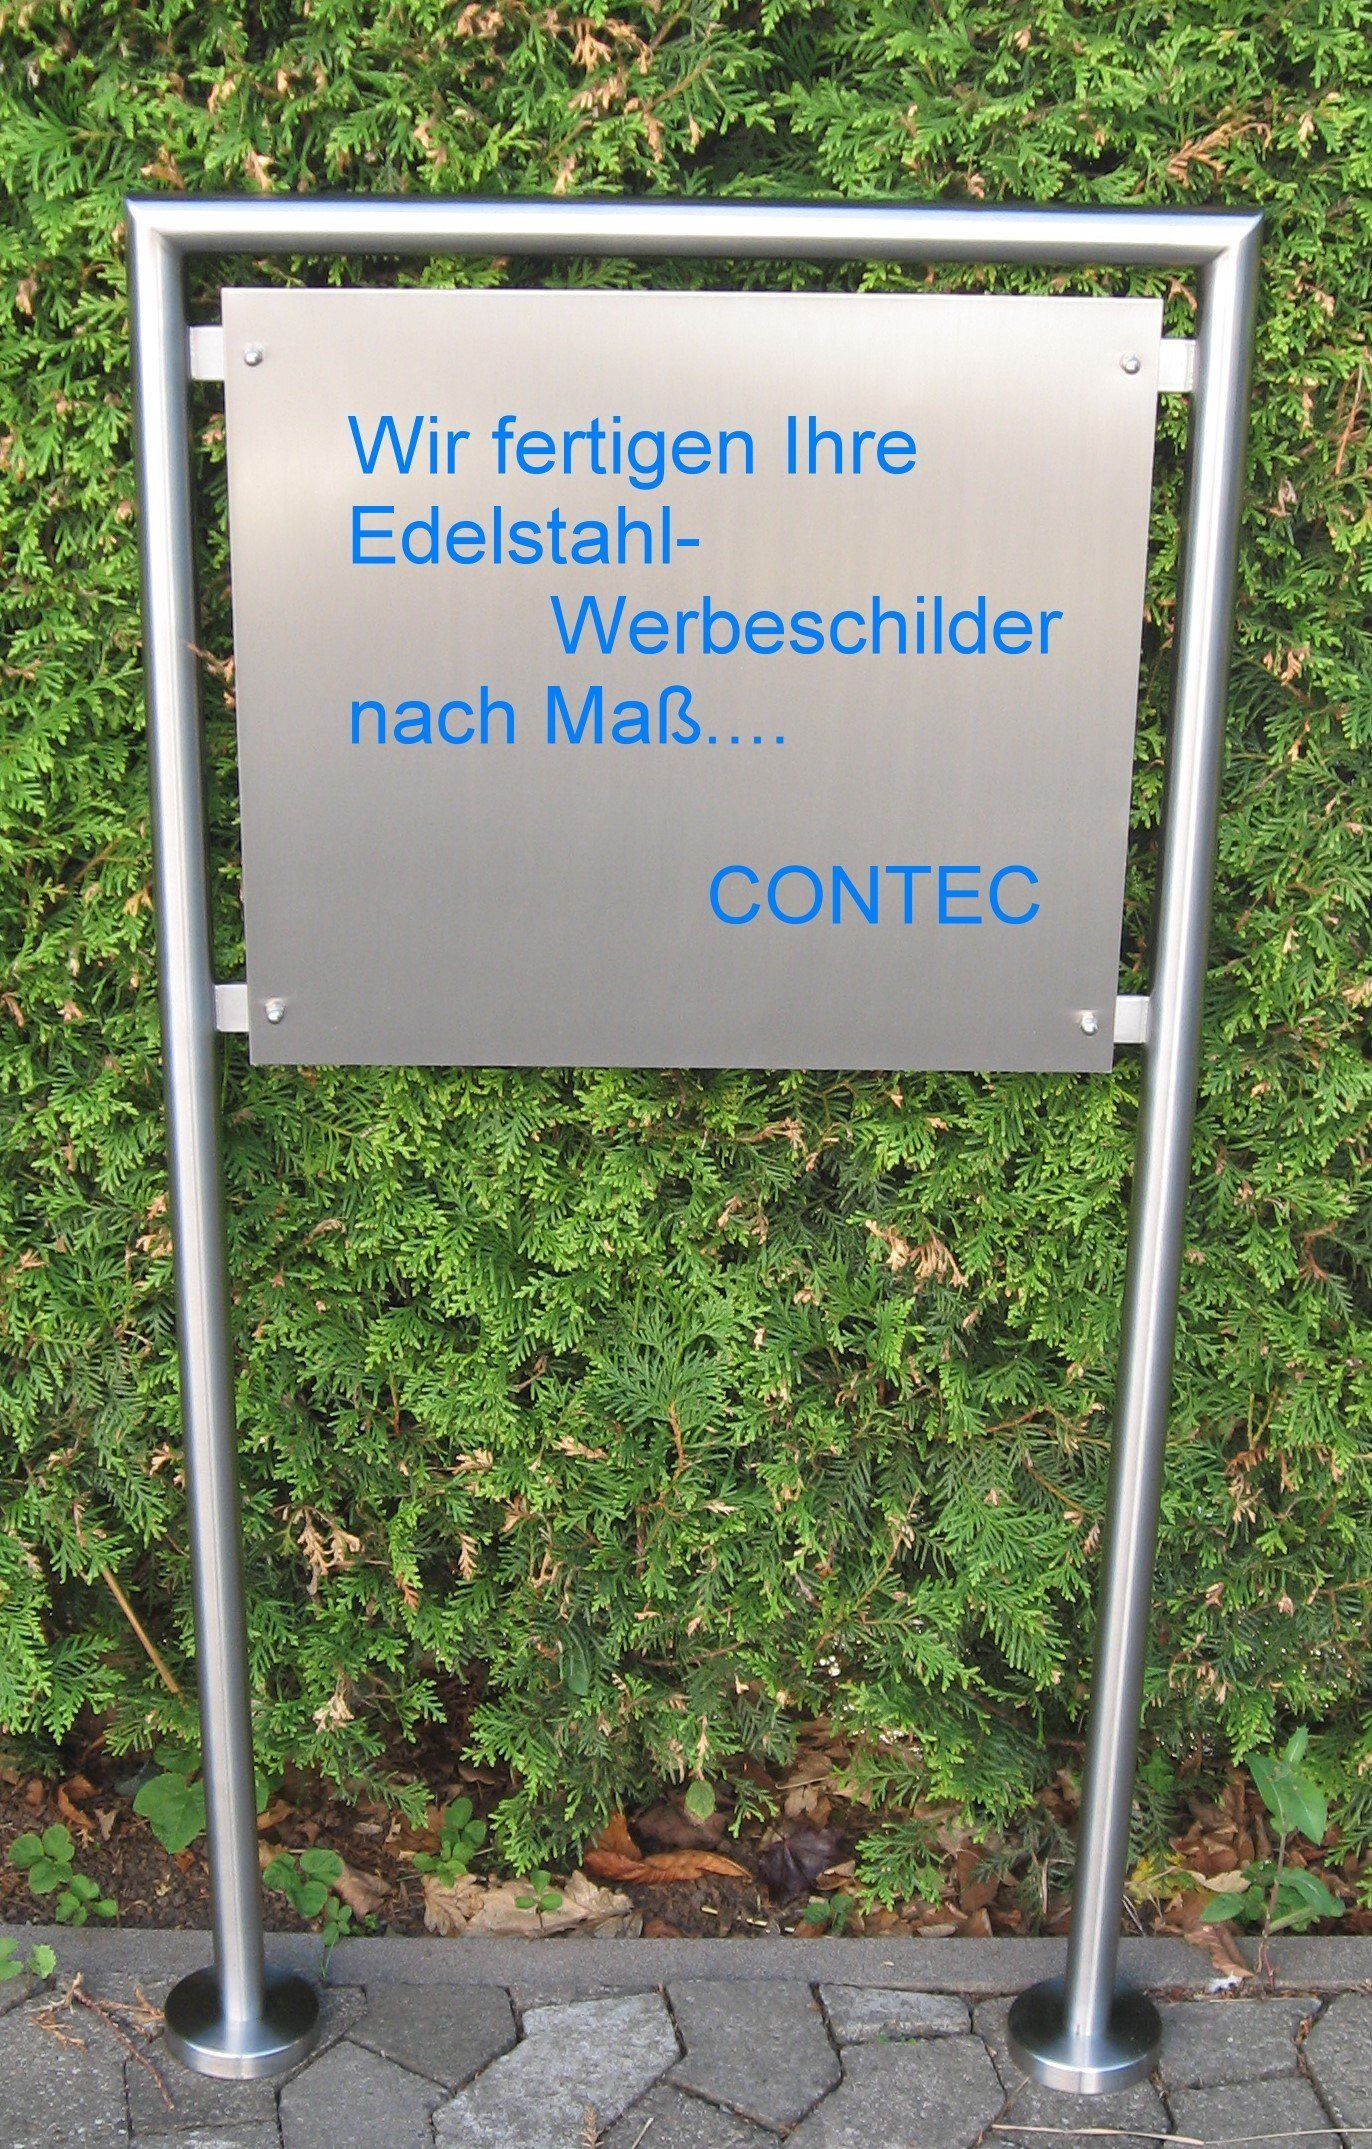 Wir fertigen Ihre
Edelstahl-
Werbeschilder
nach Maß....
CONTEC